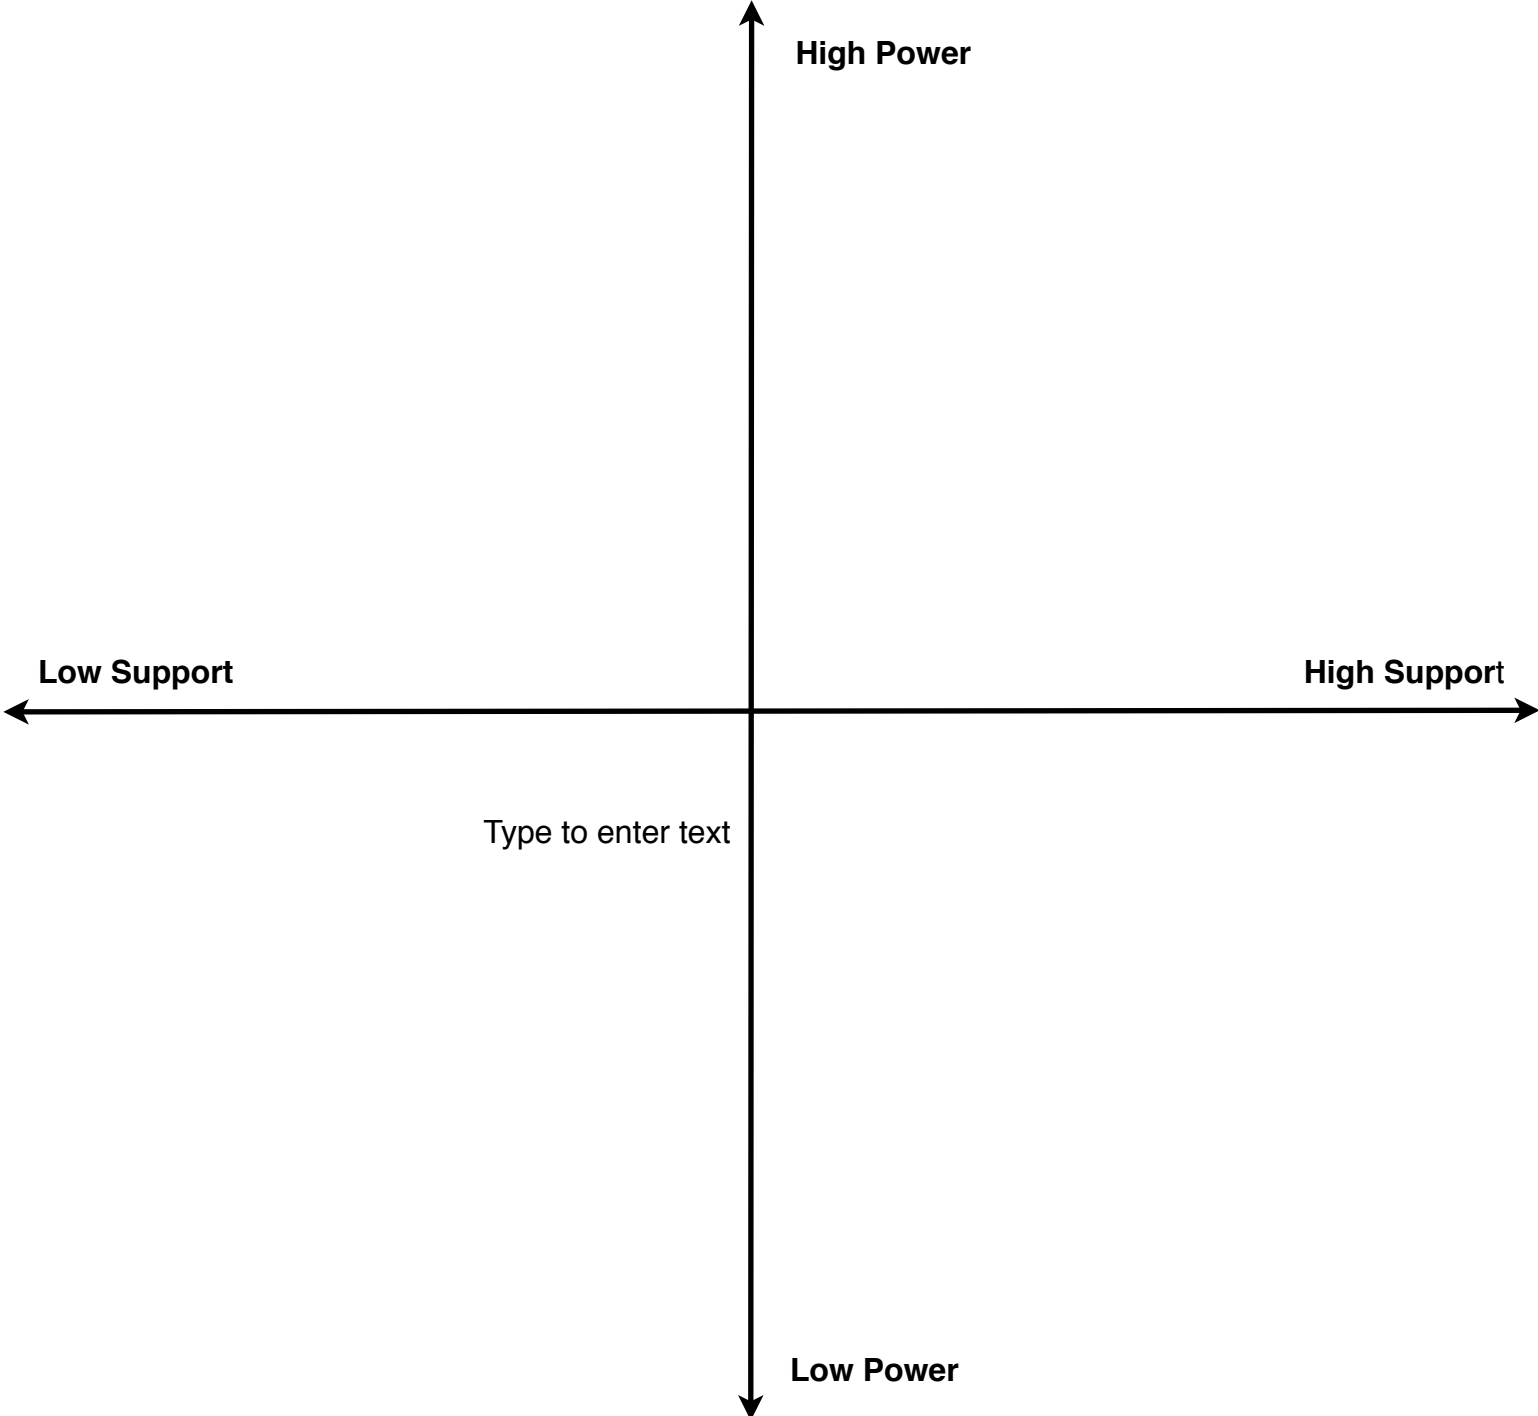 High Power
Low Support
High Support
Type to enter text
Low Power